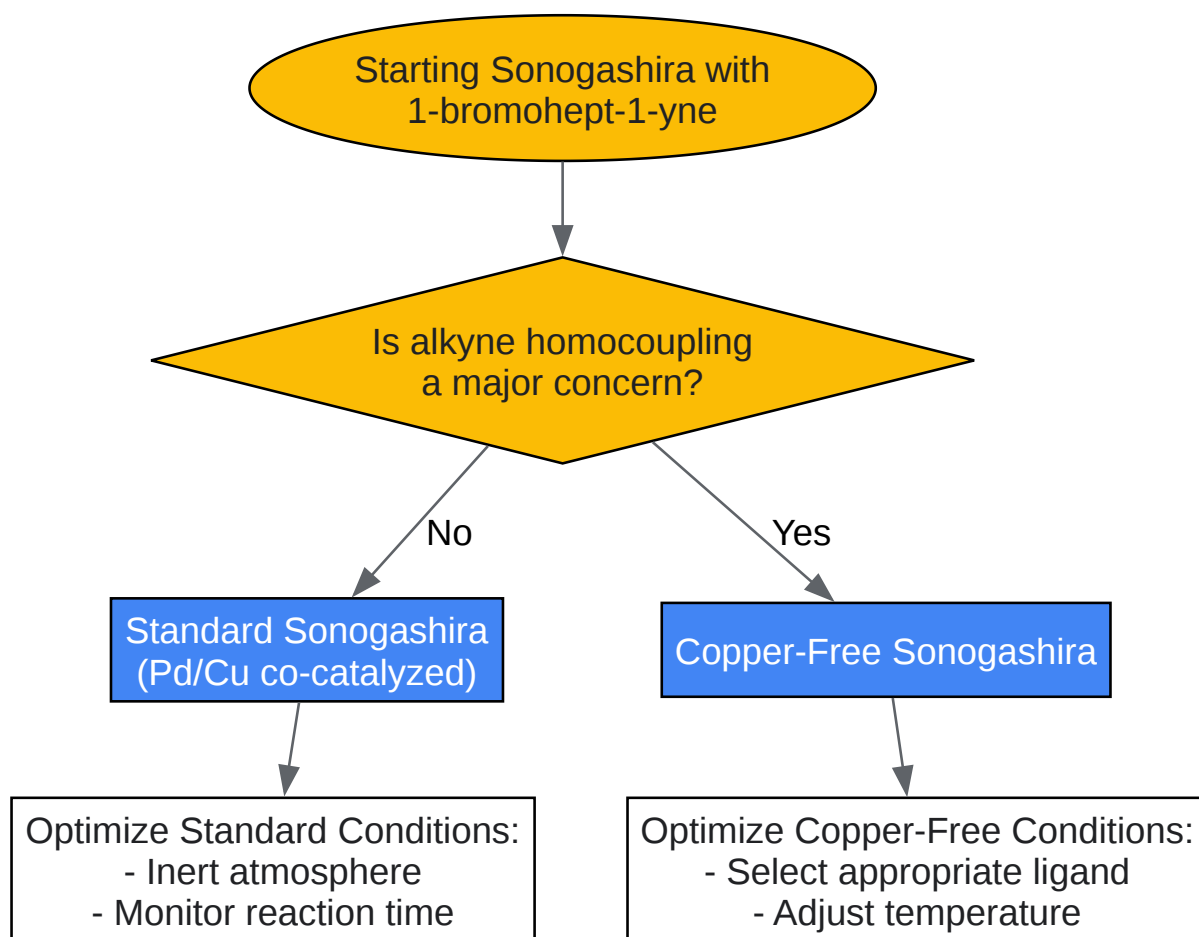 Starting Sonogashira with
1-bromohept-1-yne
Is alkyne homocoupling
a major concern?
No
Yes
Standard Sonogashira
(Pd/Cu co-catalyzed)
Copper-Free Sonogashira
Optimize Standard Conditions:
- Inert atmosphere
- Monitor reaction time
Optimize Copper-Free Conditions:
- Select appropriate ligand
- Adjust temperature